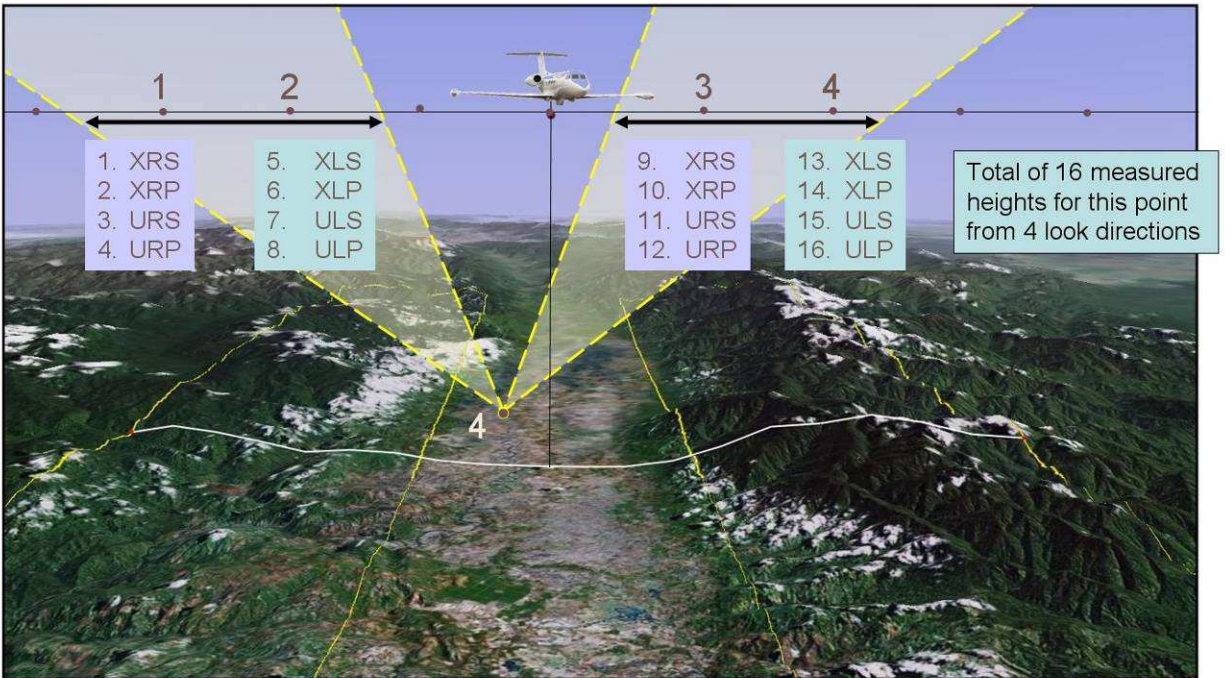 1
2
3
4
1. XRS
2. XRP
3. URS
4. URP
5. XLS
6. XLP
7. ULS
8. ULP
9. XRS
10. XRP
11. URS
12. URP
13. XLS
14. XLP
15. ULS
16. ULP
Total of 16 measured
heights for this point
from 4 look directions
4